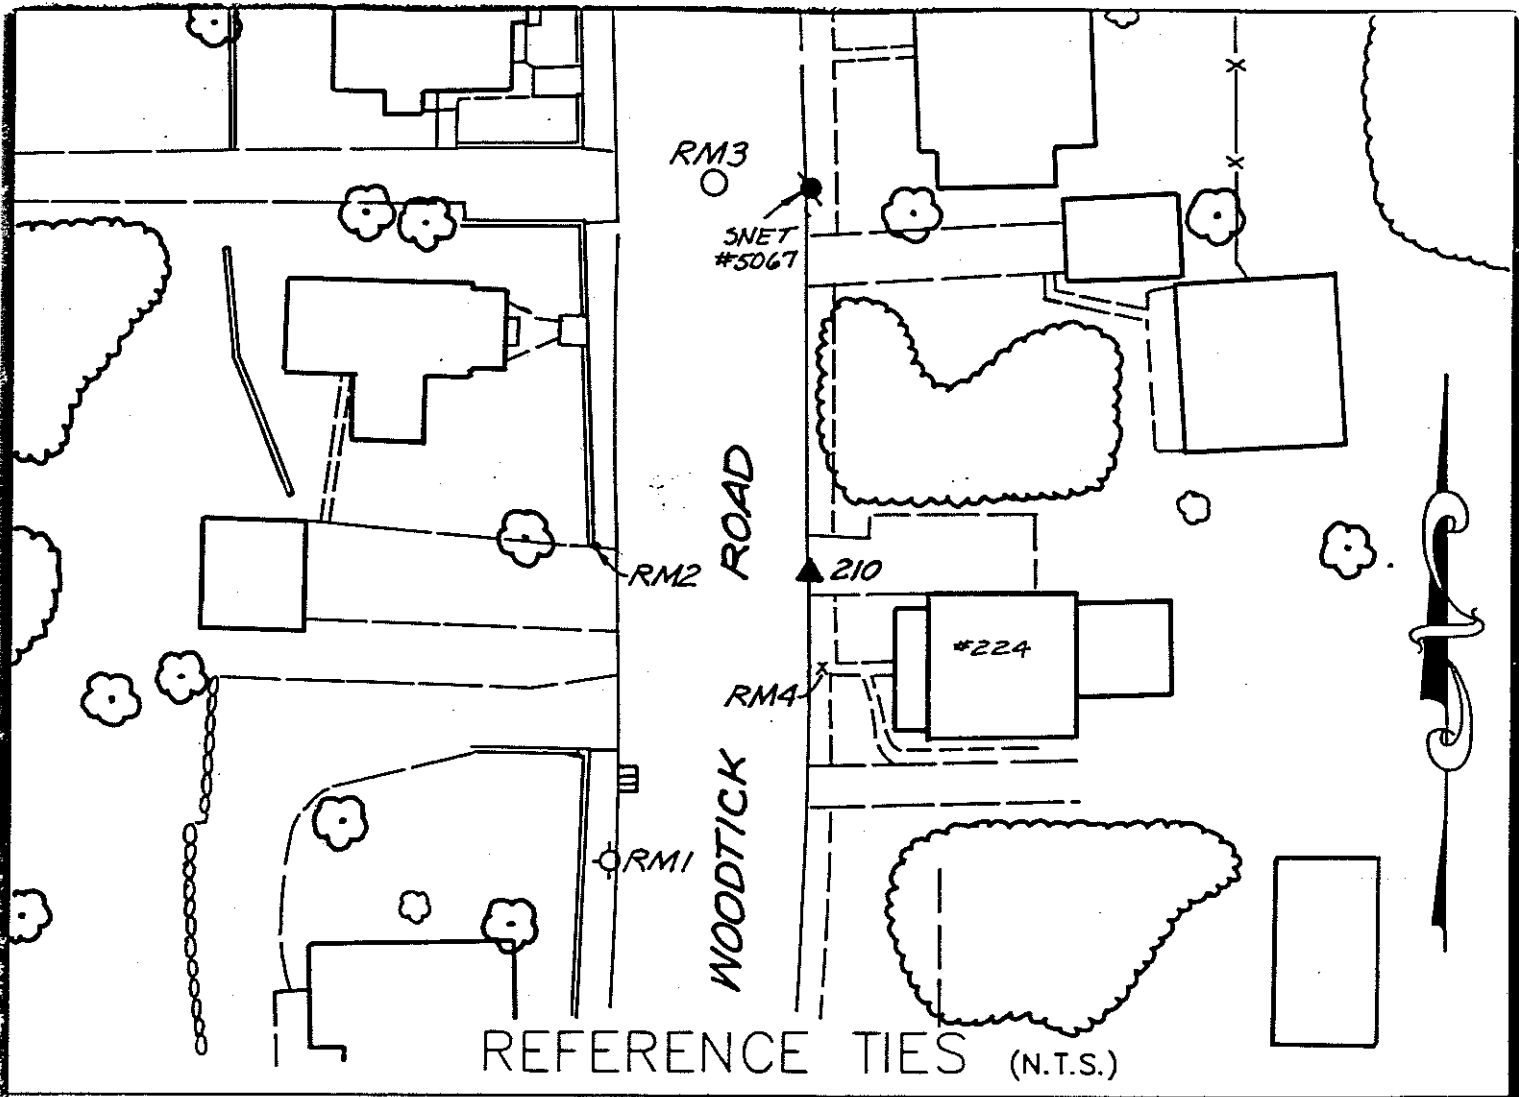 RM3
SNET
#5067
WOODTICK ROAD
RM2
210
#224
RM4
RM1
REFERENCE TIES (N.T.S.)